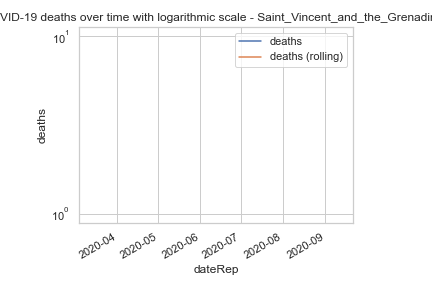 VID-19 deaths over time with logarithmic scale - Saint_Vincent_and_the_Grenadin
deaths
deaths (rolling)
10¹
10⁰
deaths
2020-04
2020-05
2020-06
2020-07
2020-08
2020-09
dateRep